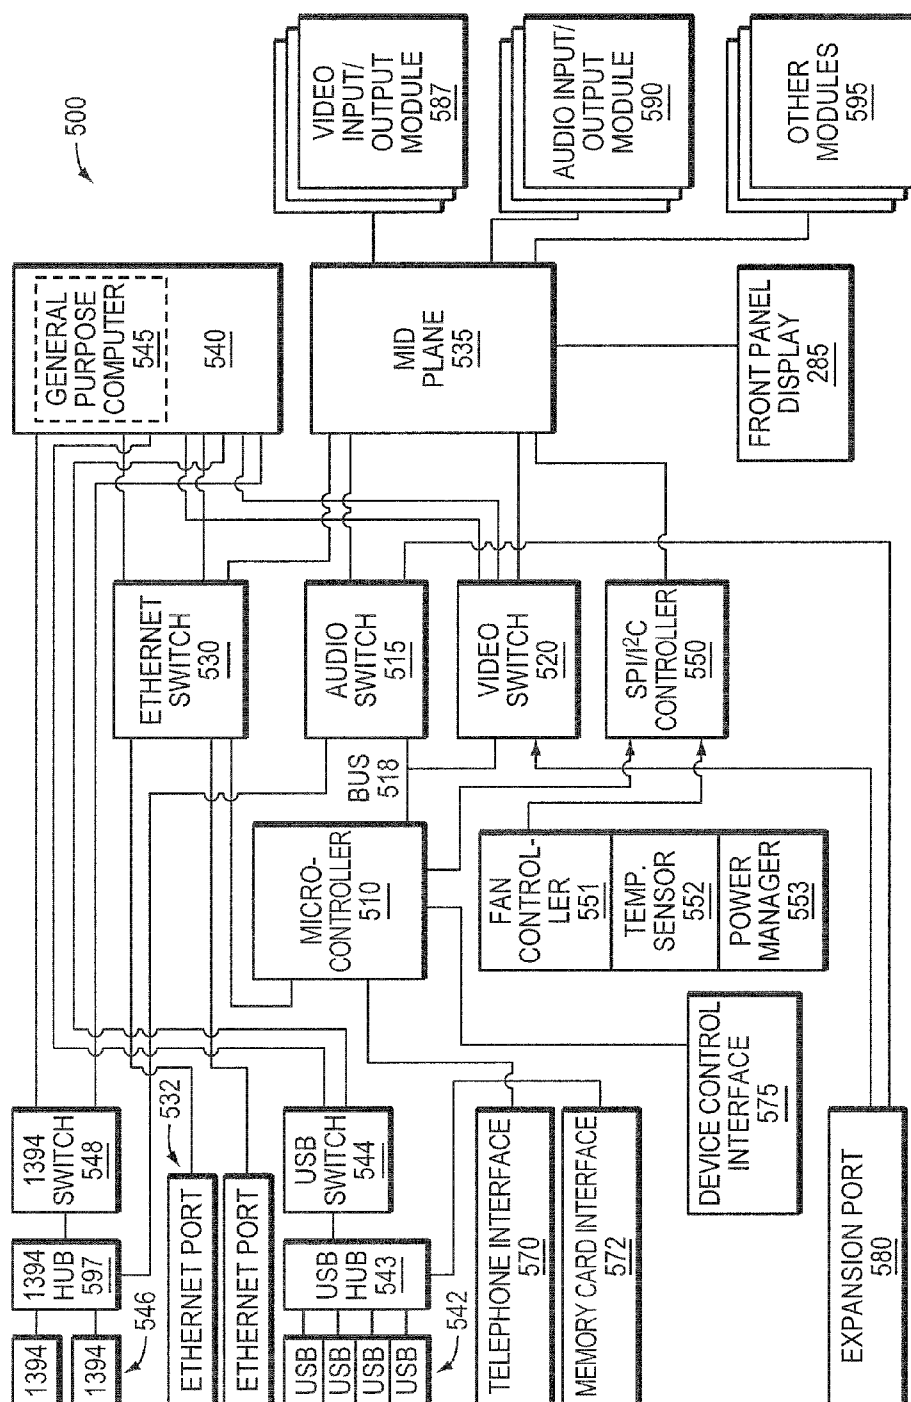 500
VIDEO
INPUT/
OUTPUT
MODULE
587
AUDIO INPUT/
OUTPUT
MODULE
590
OTHER
MODULES
595
GENERAL
PURPOSE
COMPUTER
545
540
MID
PLANE
535
FRONT PANEL
DISPLAY
285
ETHERNET
SWITCH
530
AUDIO
SWITCH
515
VIDEO
SWITCH
520
SPI/I²C
CONTROLLER
550
BUS
518
MICRO-
CONTROLLER
510
FAN
CONTROL-
LER
551
TEMP.
SENSOR
552
POWER
MANAGER
553
1394
SWITCH
548
532
USB
SWITCH
544
DEVICE CONTROL
INTERFACE
575
1394
HUB
597
546
USB
HUB
543
542
1394
1394
ETHERNET PORT
ETHERNET PORT
USB
USB
USB
USB
TELEPHONE INTERFACE
570
MEMORY CARD INTERFACE
572
EXPANSION PORT
580